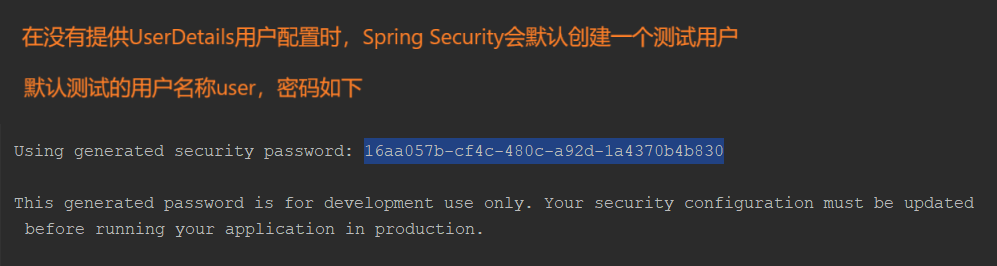 在没有提供UserDetails用户配置时，Spring Security会默认创建一个测试用户
默认测试的用户名称user，密码如下
Using generated security password: 16aa057b-cf4c-480c-a92d-1a4370b4b830
This generated password is for development use only. Your security configuration must be updated
before running your application in production.